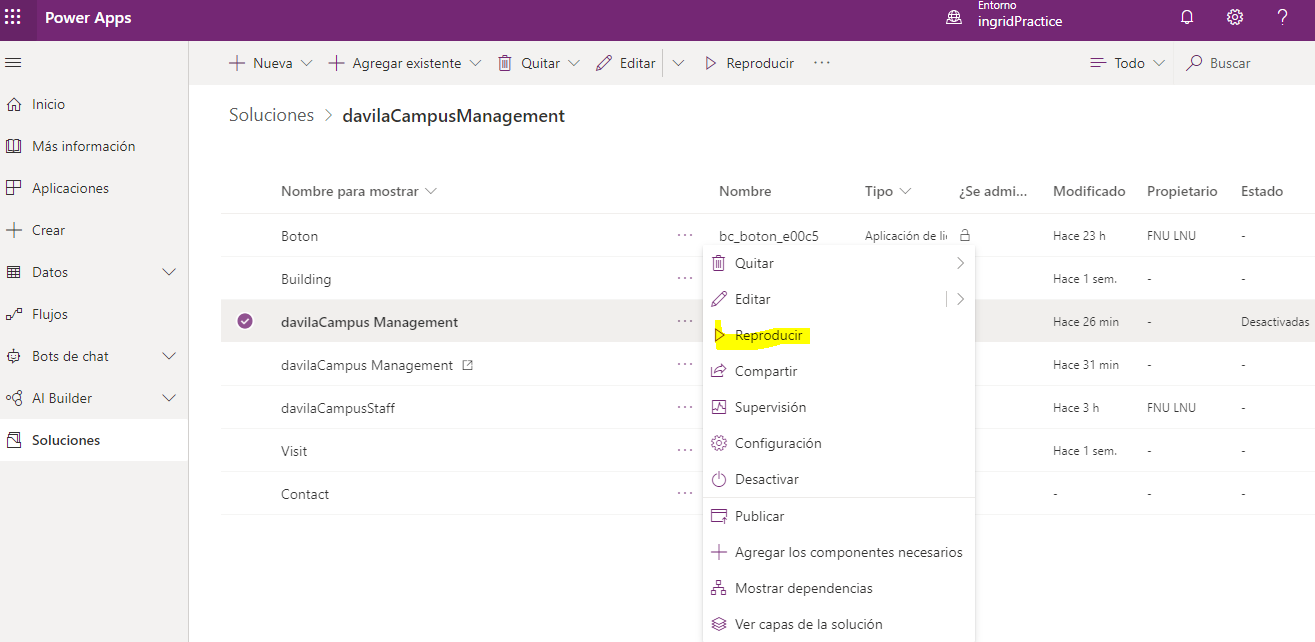 Power Apps
Entorno
ingridPractice
Nueva
Agregar existente
Quitar
Editar
Reproducir
Todo
Buscar
Inicio
Más información
Aplicaciones
Crear
Datos
Flujos
Bots de chat
AI Builder
Soluciones
Soluciones > davilaCampusManagement
Nombre para mostrar Nombre Tipo ¿Se admi... Modificado Propietario Estado
Boton ··· bc_boton_e00c5 Aplicación de li Hace 23 h FNU LNU -
Building ··· Hace 1 sem. - -
davilaCampus Management ··· Hace 26 min - Desactivadas
davilaCampus Management ··· Hace 31 min - -
davilaCampusStaff ··· Hace 3 h FNU LNU -
Visit ··· Hace 1 sem. - -
Contact ··· - - -
Quitar
Editar
Reproducir
Compartir
Supervisión
Configuración
Desactivar
Publicar
Agregar los componentes necesarios
Mostrar dependencias
Ver capas de la solución